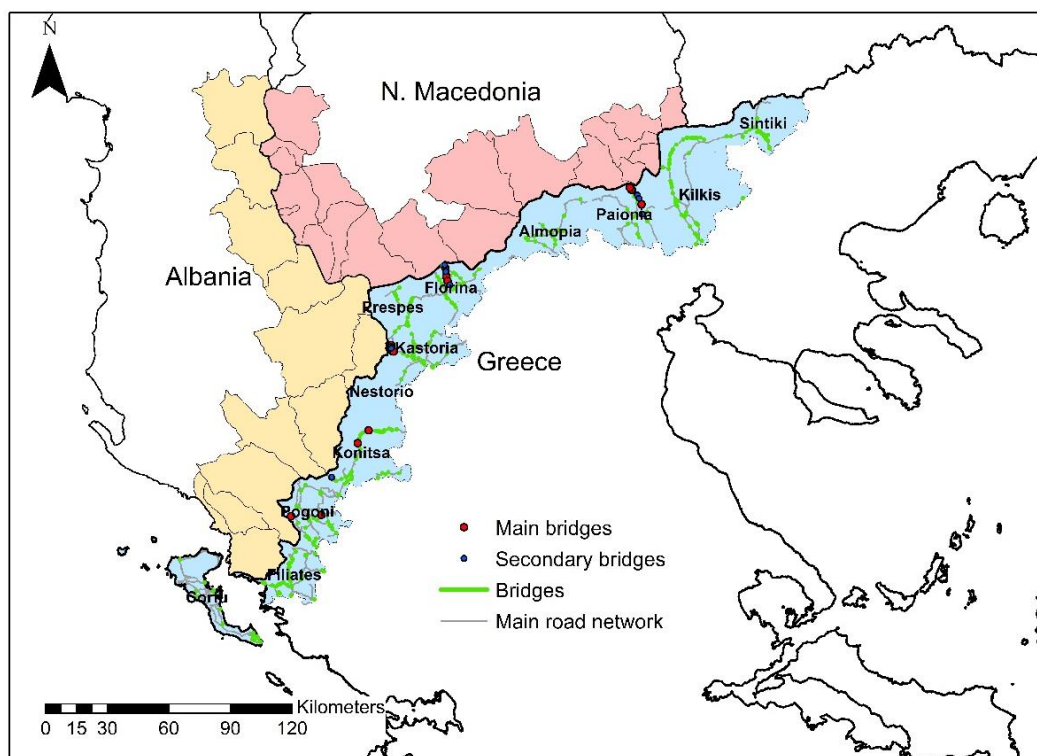 N
N. Macedonia
Sintiki
Kilkis
Paionia
Almopia
Albania
Florina
Prespes
Kastoria
Greece
Nestorio
Konitsa
Pogoni
Filiates
Corfu
Main bridges
Secondary bridges
Bridges
Main road network
Kilometers
0 15 30 60 90 120